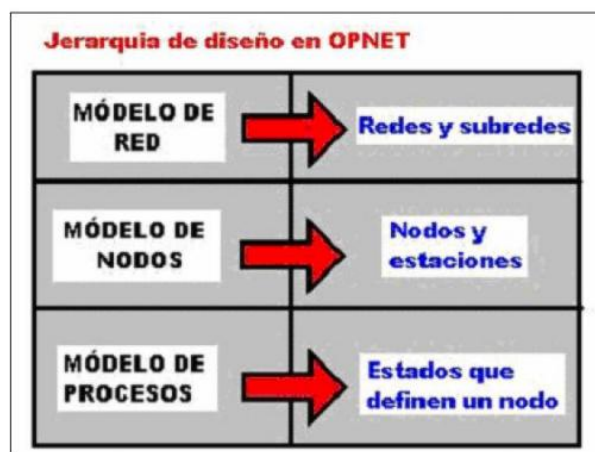 Jerarquia de diseño en OPNET
MÓDELO DE
RED
Redes y subredes
MÓDELO DE
NODOS
Nodos y
estaciones
MÓDELO DE
PROCESOS
Estados que
definen un nodo